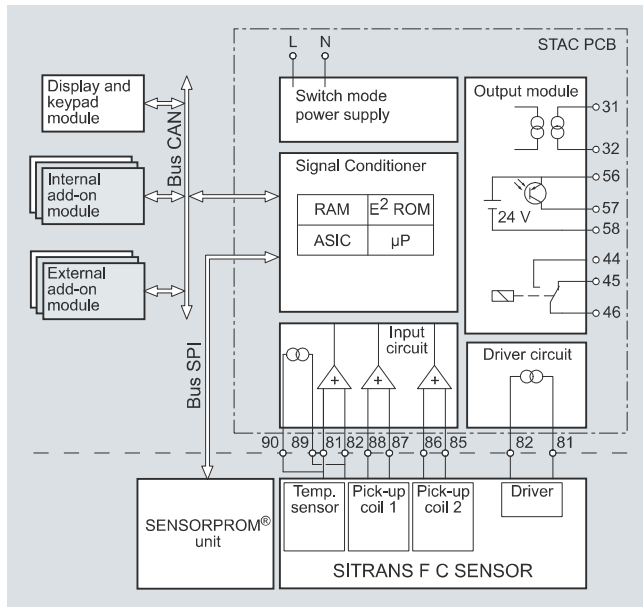 L N
STAC PCB
Display and
keypad
module
Bus CAN
Internal
add-on
module
External
add-on
module
Bus SPI
Switch mode
power supply
Signal Conditioner
RAM E² ROM
ASIC µP
Output module
31
32
56
57
58
24 V
44
45
46
Input
circuit
Driver circuit
90 89 81 82 88 87 86 85 82 81
Temp.
sensor
Pick-up
coil 1
Pick-up
coil 2
Driver
SENSORPROM®
unit
SITRANS F C SENSOR